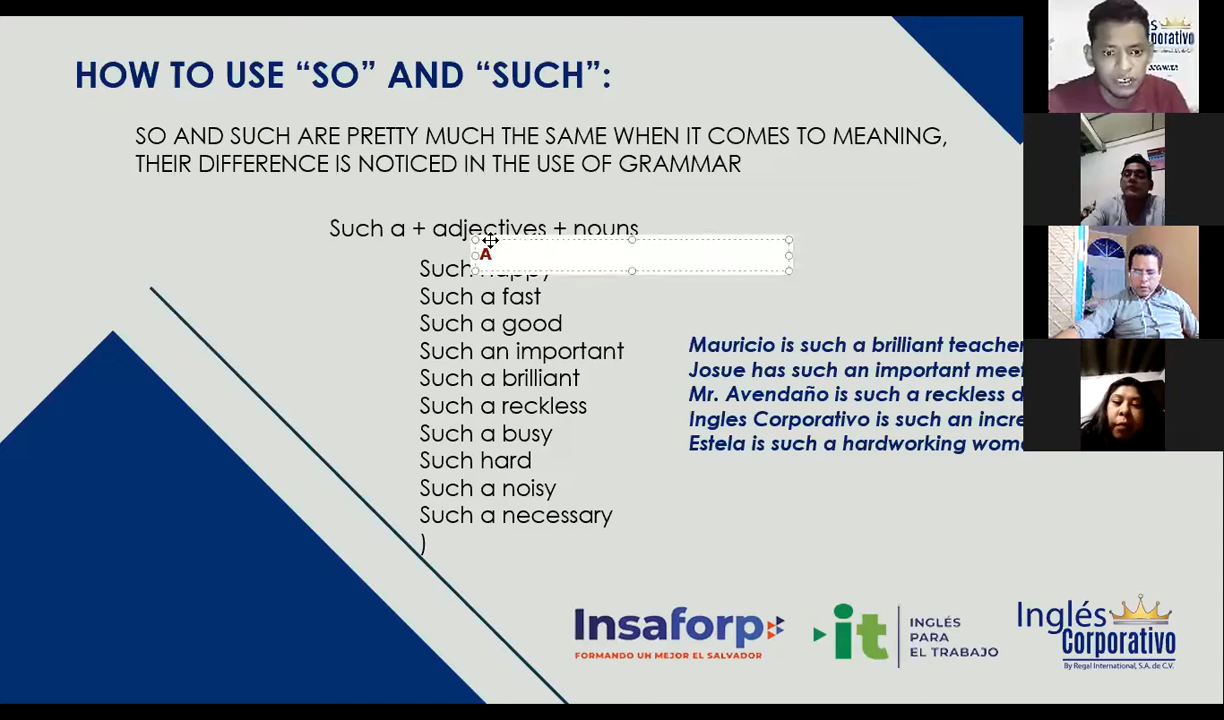 HOW TO USE “SO” AND “SUCH”:
SO AND SUCH ARE PRETTY MUCH THE SAME WHEN IT COMES TO MEANING,
THEIR DIFFERENCE IS NOTICED IN THE USE OF GRAMMAR
Such a + adjectives + nouns
A
Such happy
Such a fast
Such a good
Such an important
Such a brilliant
Such a reckless
Such a busy
Such hard
Such a noisy
Such a necessary
)
Mauricio is such a brilliant teacher
Josue has such an important
Mr. Avendaño is such a reckless
Ingles Corporativo is such an
Estela is such a hardworking
Insaforp
FORMANDO UN MEJOR EL SALVADOR
it
INGLÉS
PARA
EL TRABAJO
Inglés
Corporativo
By Regal International, S.A. de C.V.